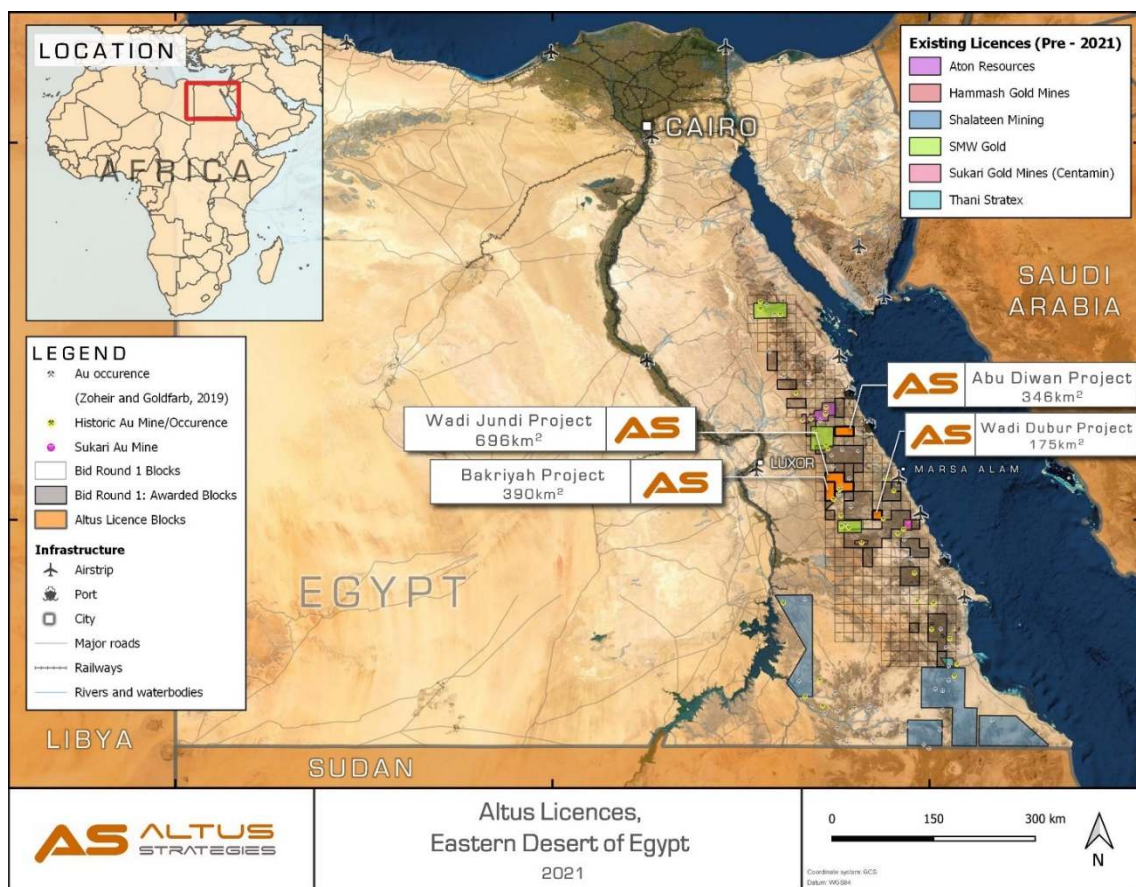 LOCATION
AFRICA
Existing Licences (Pre - 2021)
Aton Resources
Hammash Gold Mines
Shalateen Mining
SMW Gold
Sukari Gold Mines (Centamin)
Thani Stratex
CAIRO
SAUDI
ARABIA
LEGEND
Au occurence
(Zoheir and Goldfarb, 2019)
Historic Au Mine/Occurence
Sukari Au Mine
Bid Round 1 Blocks
Bid Round 1: Awarded Blocks
Altus Licence Blocks
Infrastructure
Airstrip
Port
City
Major roads
Railways
Rivers and waterbodies
AS
Abu Diwan Project
346km²
Wadi Jundi Project
696km²
AS
AS
Wadi Dubur Project
175km²
Bakriyah Project
390km²
AS
LUXOR
MARSA ALAM
EGYPT
LIBYA
SUDAN
AS ALTUS
STRATEGIES
Altus Licences,
Eastern Desert of Egypt
2021
0 150 300 km
Coordinate system: GCS
Datum: WGS84
N